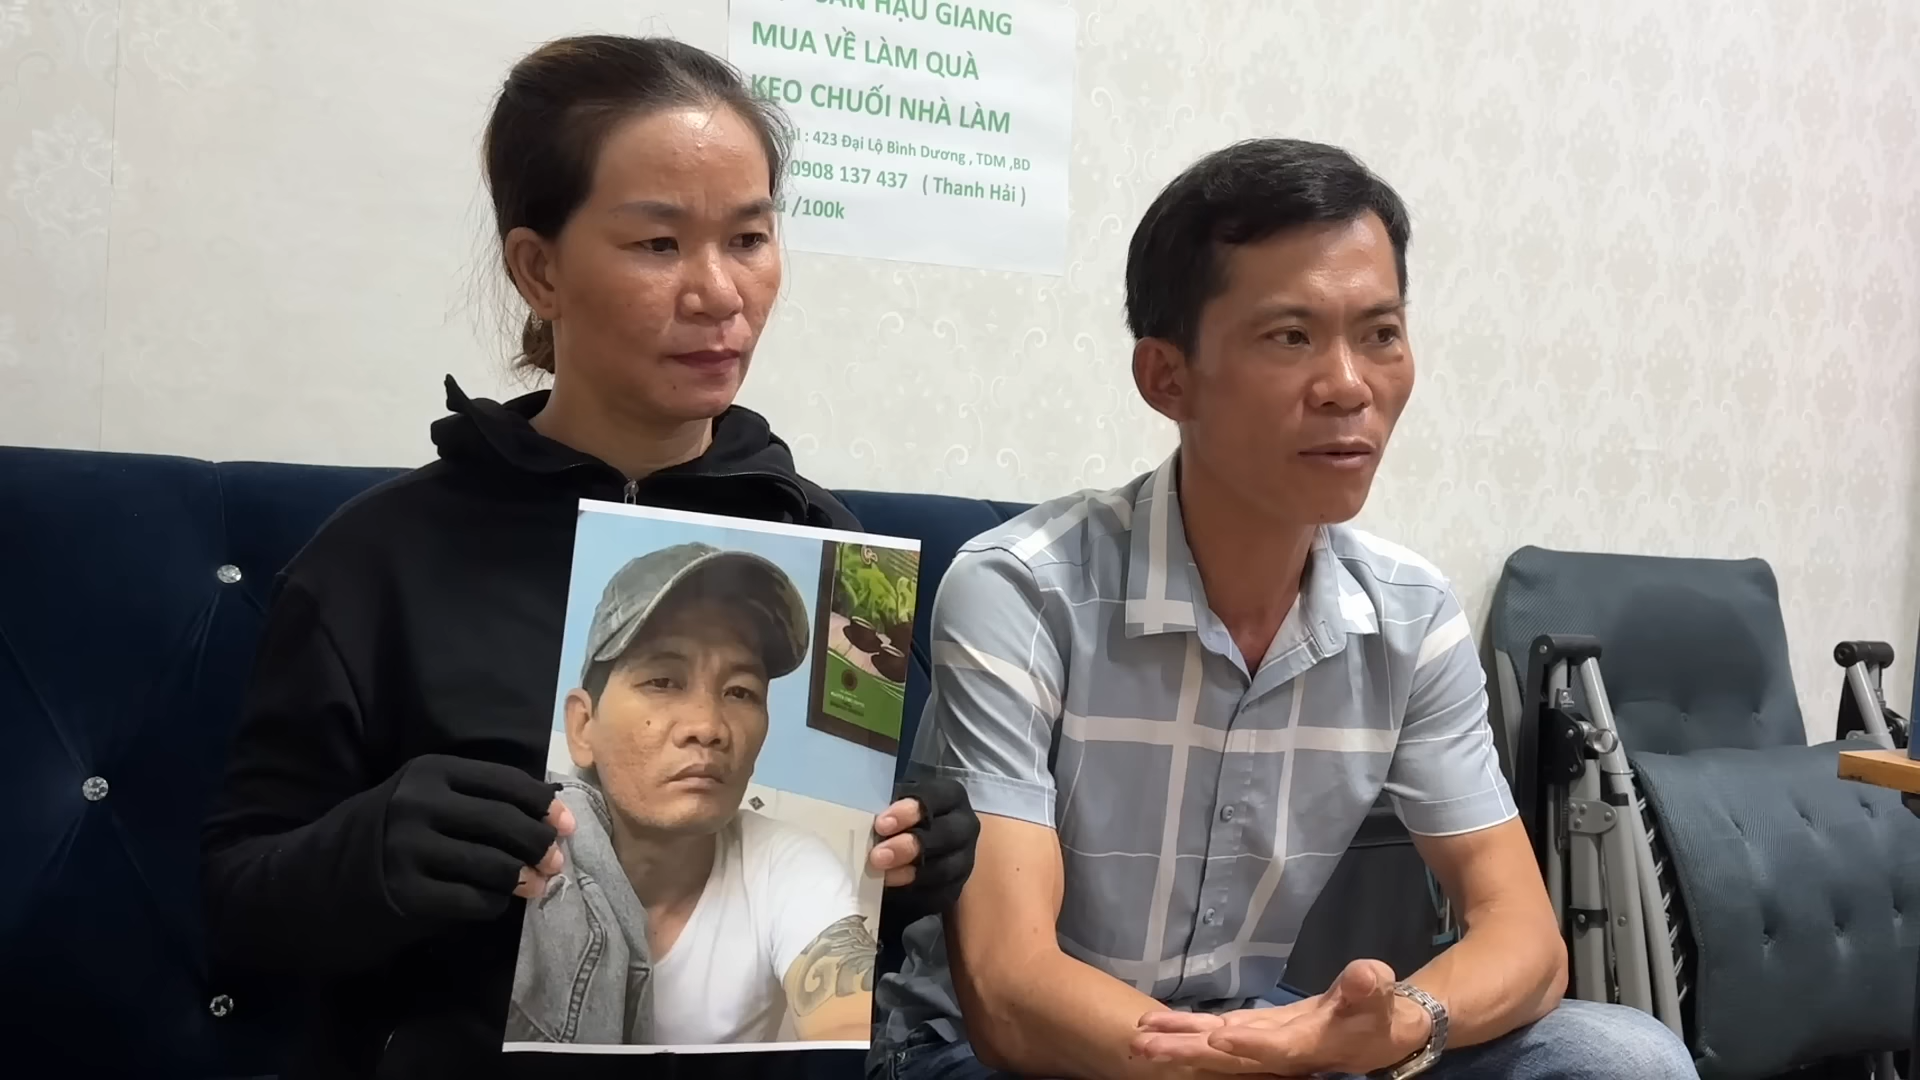 SẢN HẬU GIANG
MUA VỀ LÀM QUÀ
KẸO CHUỐI NHÀ LÀM
: 423 Đại Lộ Bình Dương , TDM ,BD
0908 137 437 ( Thanh Hải )
/100k